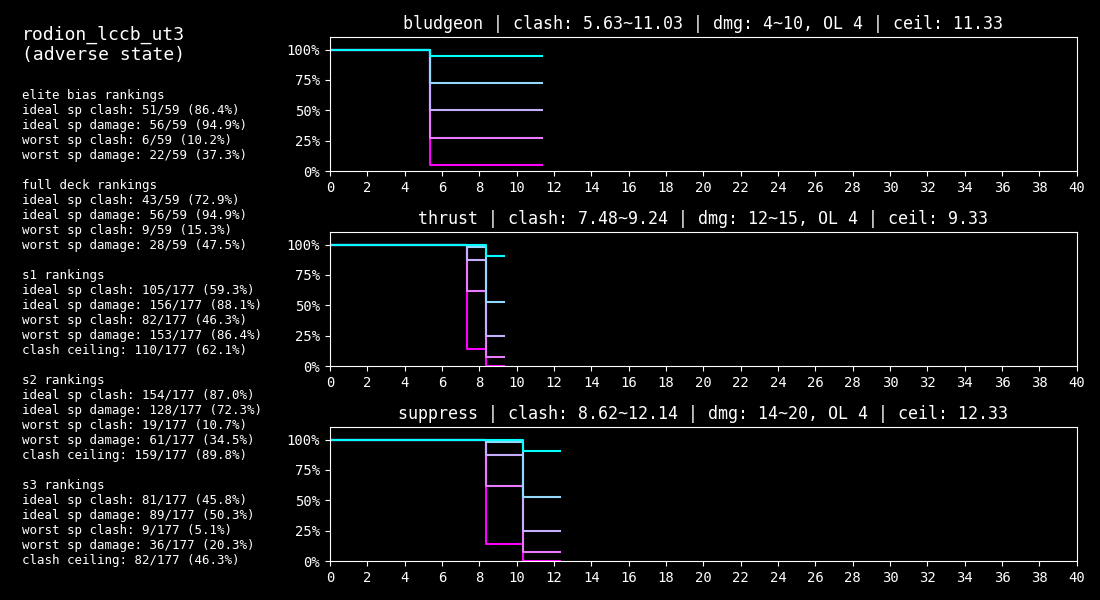 rodion_lccb_ut3
(adverse state)
elite bias rankings
ideal sp clash: 51/59 (86.4%)
ideal sp damage: 56/59 (94.9%)
worst sp clash: 6/59 (10.2%)
worst sp damage: 22/59 (37.3%)
full deck rankings
ideal sp clash: 43/59 (72.9%)
ideal sp damage: 56/59 (94.9%)
worst sp clash: 9/59 (15.3%)
worst sp damage: 28/59 (47.5%)
s1 rankings
ideal sp clash: 105/177 (59.3%)
ideal sp damage: 156/177 (88.1%)
worst sp clash: 82/177 (46.3%)
worst sp damage: 153/177 (86.4%)
clash ceiling: 110/177 (62.1%)
s2 rankings
ideal sp clash: 154/177 (87.0%)
ideal sp damage: 128/177 (72.3%)
worst sp clash: 19/177 (10.7%)
worst sp damage: 61/177 (34.5%)
clash ceiling: 159/177 (89.8%)
s3 rankings
ideal sp clash: 81/177 (45.8%)
ideal sp damage: 89/177 (50.3%)
worst sp clash: 9/177 (5.1%)
worst sp damage: 36/177 (20.3%)
clash ceiling: 82/177 (46.3%)
bludgeon | clash: 5.63~11.03 | dmg: 4~10, OL 4 | ceil: 11.33
100%
75%
50%
25%
0%
0 2 4 6 8 10 12 14 16 18 20 22 24 26 28 30 32 34 36 38 40
thrust | clash: 7.48~9.24 | dmg: 12~15, OL 4 | ceil: 9.33
100%
75%
50%
25%
0%
0 2 4 6 8 10 12 14 16 18 20 22 24 26 28 30 32 34 36 38 40
suppress | clash: 8.62~12.14 | dmg: 14~20, OL 4 | ceil: 12.33
100%
75%
50%
25%
0%
0 2 4 6 8 10 12 14 16 18 20 22 24 26 28 30 32 34 36 38 40